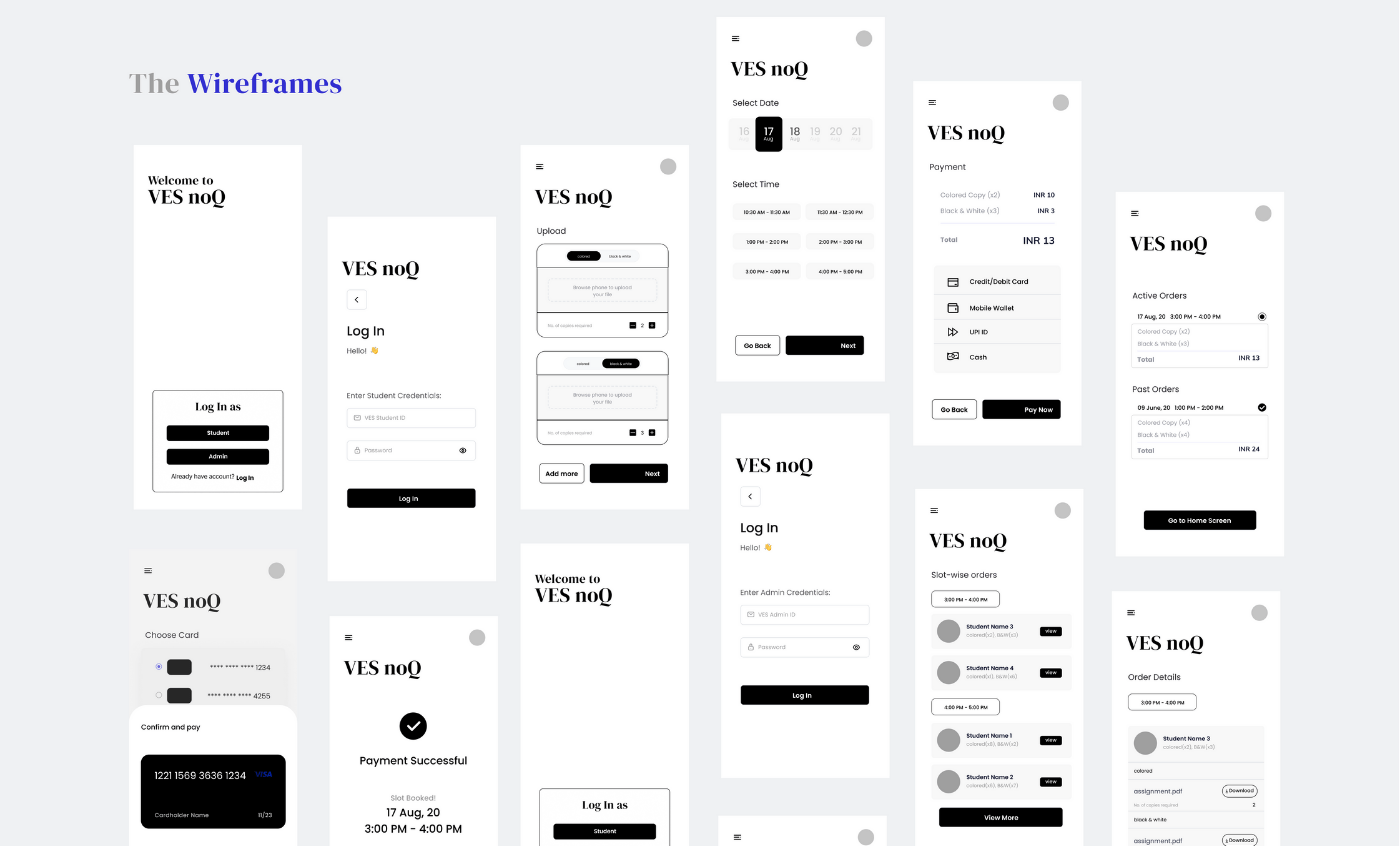 The Wireframes
Welcome to
VES noQ
Log In as
Student
Admin
Already have account? Log In
VES noQ
Log In
Hello! 👋
Enter Student Credentials:
VES Student ID
Password
Log In
VES noQ
Upload
colored black & white
Browse phone to upload
your file
No. of copies required 2
colored black & white
Browse phone to upload
your file
No. of copies required 3
Add more Next
VES noQ
Select Date
16 17 18 19 20 21
Aug Aug
Select Time
10:30 AM - 11:30 AM 11:30 AM - 12:30 PM
1:00 PM - 2:00 PM 2:00 PM - 3:00 PM
3:00 PM - 4:00 PM 4:00 PM - 5:00 PM
Go Back Next
VES noQ
Payment
Colored Copy (x2) INR 10
Black & White (x3) INR 3
Total INR 13
Credit/Debit Card
Mobile Wallet
UPI ID
Cash
Go Back Pay Now
VES noQ
Active Orders
17 Aug, 20 3:00 PM - 4:00 PM
Colored Copy (x2)
Black & White (x3)
Total INR 13
Past Orders
09 June, 20 1:00 PM - 2:00 PM
Colored Copy (x4)
Black & White (x4)
Total INR 24
Go to Home Screen
VES noQ
Choose Card
**** **** **** 1234
**** **** **** 4255
Confirm and pay
1221 1569 3636 1234 VISA
Cardholder Name 11/23
VES noQ
Payment Successful
Slot Booked!
17 Aug, 20
3:00 PM - 4:00 PM
Welcome to
VES noQ
Log In as
Student
VES noQ
Log In
Hello! 👋
Enter Admin Credentials:
VES Admin ID
Password
Log In
VES noQ
Slot-wise orders
3:00 PM - 4:00 PM
Student Name 3
colored(x2), B&W(x3)
view
Student Name 4
view
4:00 PM - 5:00 PM
Student Name 1
view
Student Name 2
view
View More
VES noQ
Order Details
3:00 PM - 4:00 PM
Student Name 3
colored(x2), B&W(x3)
colored
assignment.pdf Download
No. of copies required 2
black & white
assignment.pdf Download